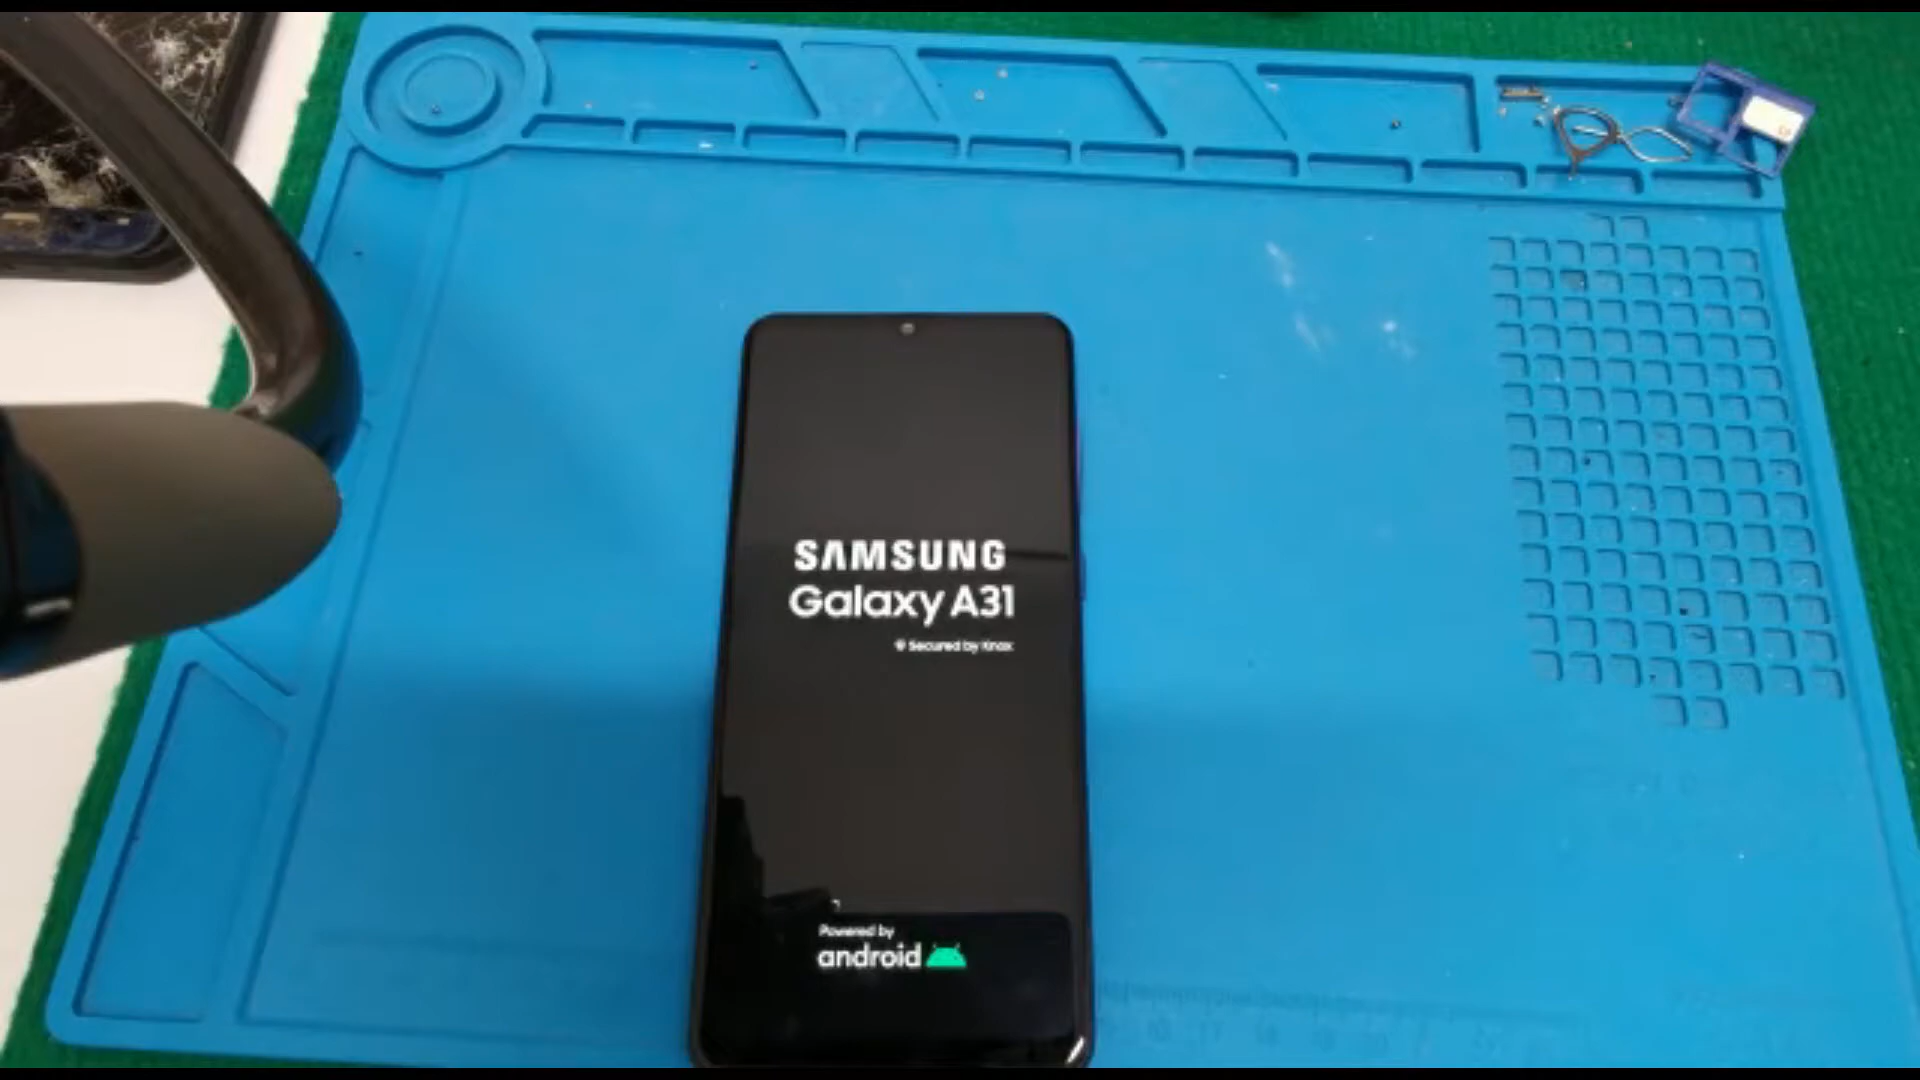 SAMSUNG
Galaxy A31
Secured by Knox
Powered by
android